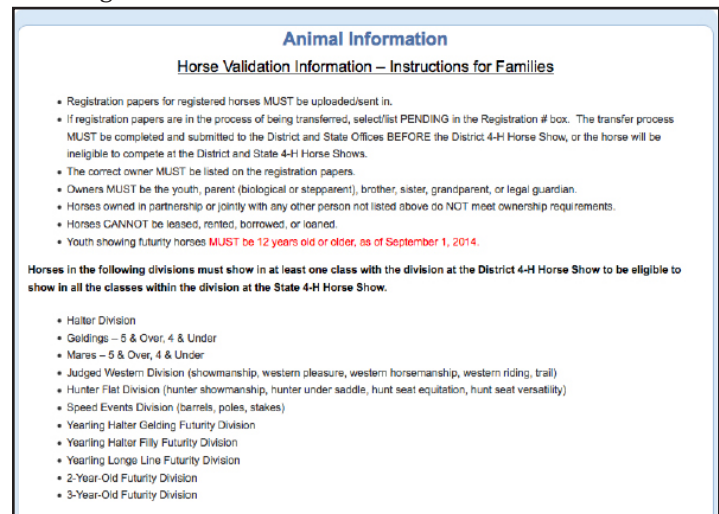 Animal Information
Horse Validation Information – Instructions for Families
• Registration papers for registered horses MUST be uploaded/sent in.
• If registration papers are in the process of being transferred, select/list PENDING in the Registration # box. The transfer process
MUST be completed and submitted to the District and State Offices BEFORE the District 4-H Horse Show, or the horse will be
ineligible to compete at the District and State 4-H Horse Shows.
• The correct owner MUST be listed on the registration papers.
• Owners MUST be the youth, parent (biological or stepparent), brother, sister, grandparent, or legal guardian.
• Horses owned in partnership or jointly with any other person not listed above do NOT meet ownership requirements.
• Horses CANNOT be leased, rented, borrowed, or loaned.
• Youth showing futurity horses MUST be 12 years old or older, as of September 1, 2014.
Horses in the following divisions must show in at least one class with the division at the District 4-H Horse Show to be eligible to
show in all the classes within the division at the State 4-H Horse Show.
• Halter Division
• Geldings – 5 & Over, 4 & Under
• Mares – 5 & Over, 4 & Under
• Judged Western Division (showmanship, western pleasure, western horsemanship, western riding, trail)
• Hunter Flat Division (hunter showmanship, hunter under saddle, hunt seat equitation, hunt seat versatility)
• Speed Events Division (barrels, poles, stakes)
• Yearling Halter Gelding Futurity Division
• Yearling Halter Filly Futurity Division
• Yearling Longe Line Futurity Division
• 2-Year-Old Futurity Division
• 3-Year-Old Futurity Division